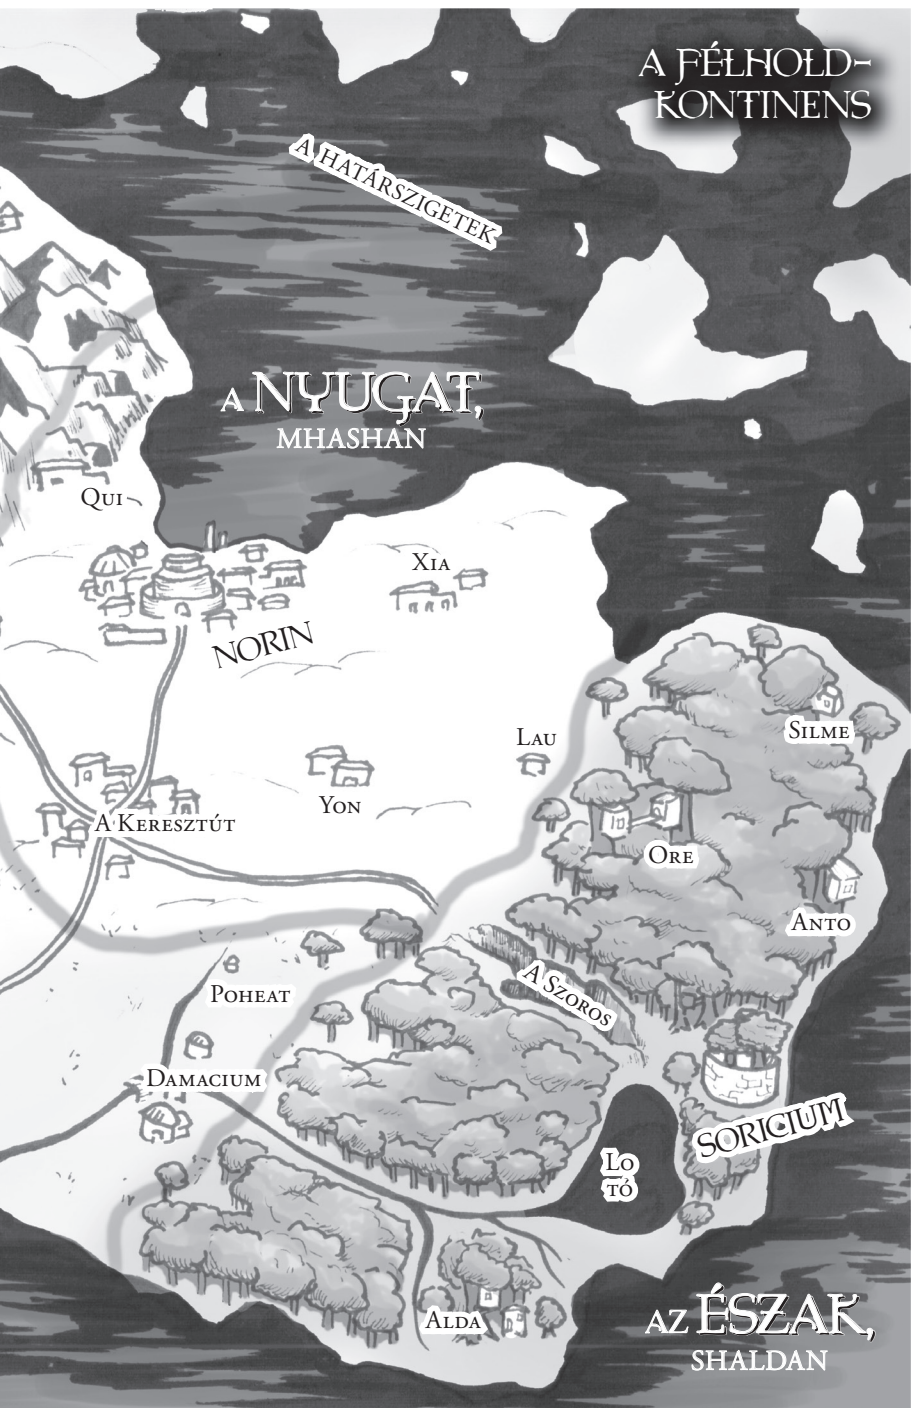 A FÉLHOLD-
KONTINENS
A HATÁRSZIGETEK
A NYUGAT,
MHASHAN
QUI
XIA
NORIN
SILME
LAU
YON
A KERESZTÚT
ORE
ANTO
A SZOROS
POHEAT
DAMACIUM
SORICIUM
LO
TÓ
ALDA
AZ ÉSZAK,
SHALDAN